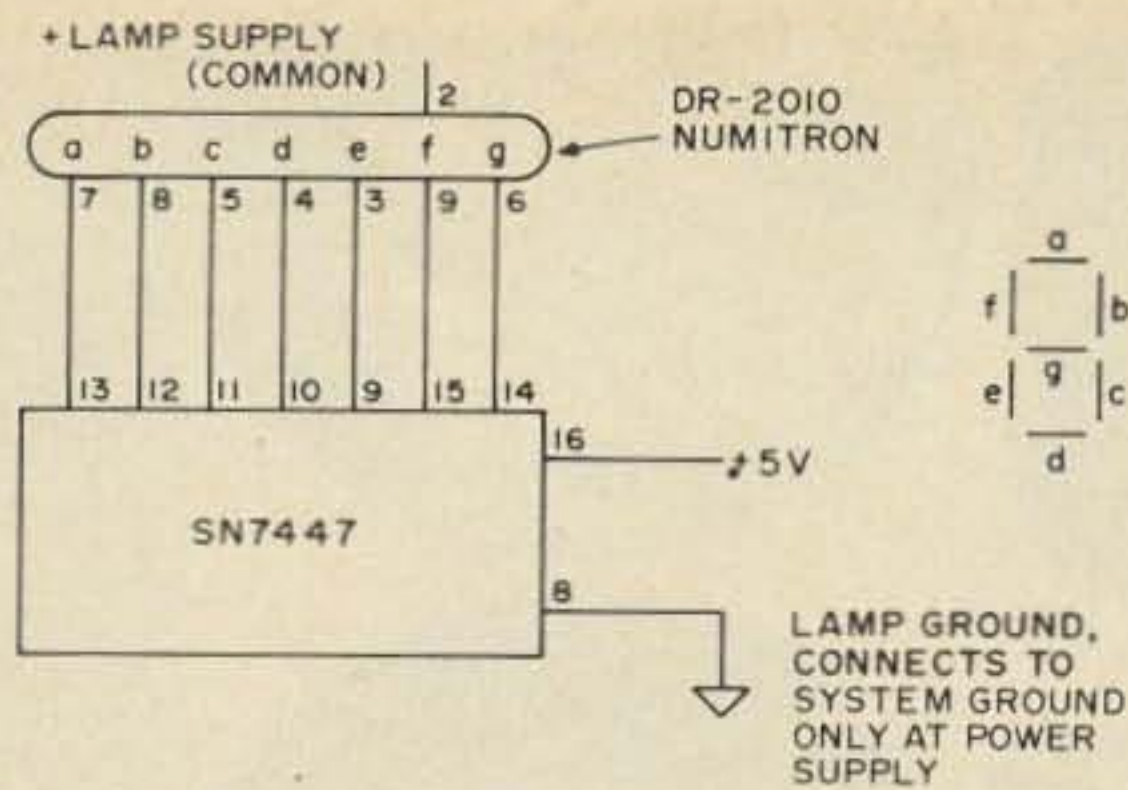 + LAMP SUPPLY
(COMMON)
2
DR-2010
NUMITRON
a b c d e f g
7 8 5 4 3 9 6
13 12 11 10 9 15 14
SN7447
16
+5V
8
LAMP GROUND,
CONNECTS TO
SYSTEM GROUND
ONLY AT POWER
SUPPLY
a
f b
g
e c
d